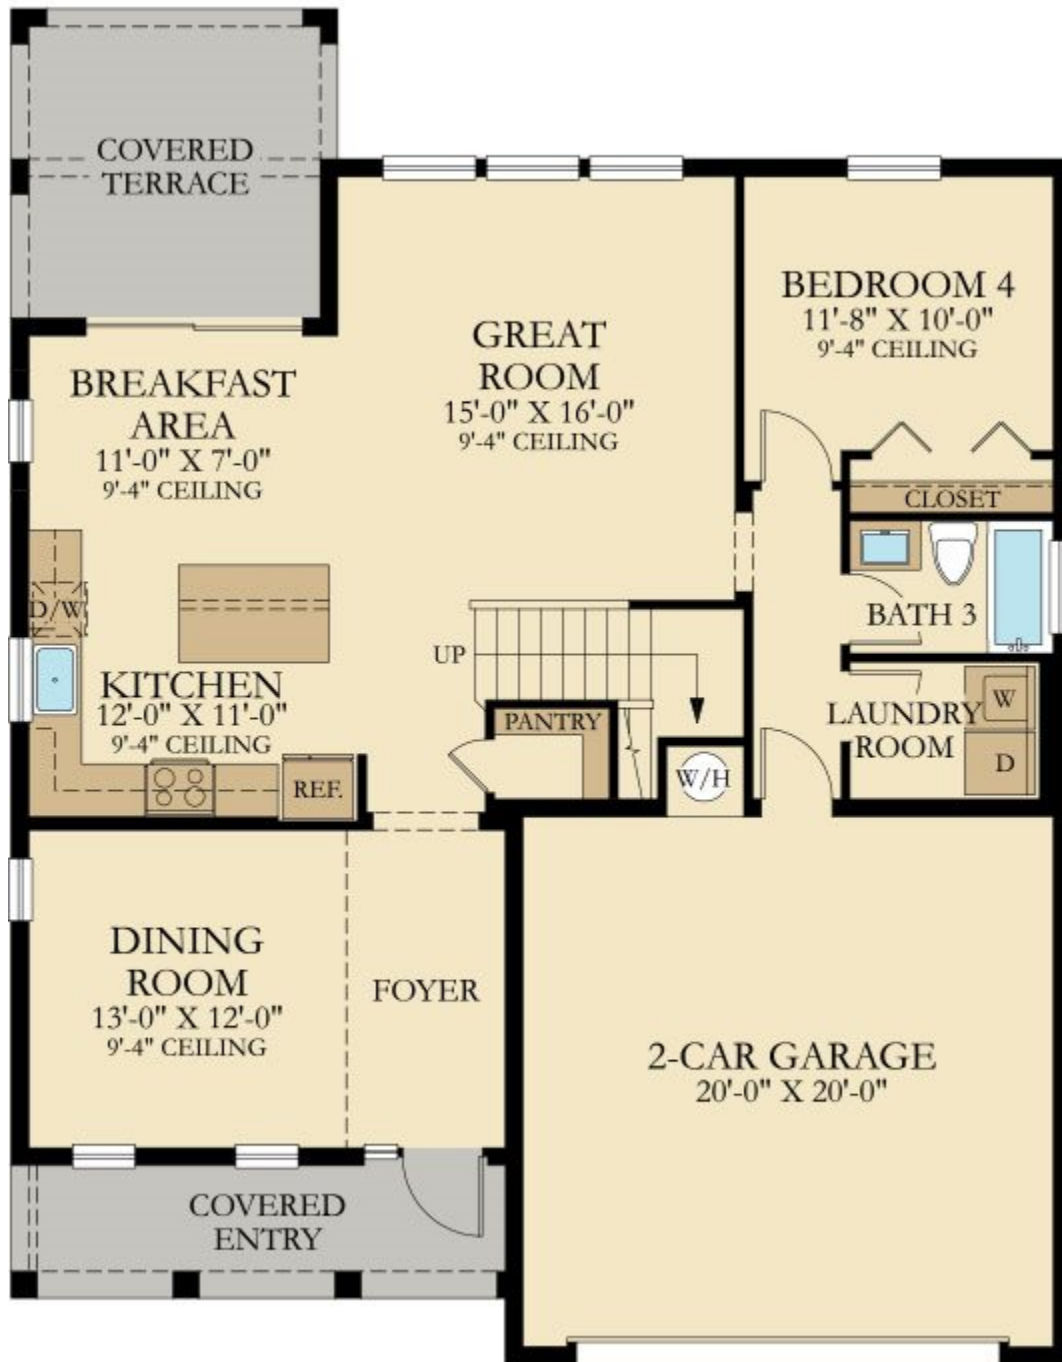 COVERED
TERRACE
BEDROOM 4
11'-8" X 10'-0"
9'-4" CEILING
GREAT
ROOM
15'-0" X 16'-0"
9'-4" CEILING
BREAKFAST
AREA
11'-0" X 7'-0"
9'-4" CEILING
CLOSET
D/W
BATH 3
UP
KITCHEN
12'-0" X 11'-0"
9'-4" CEILING
PANTRY
LAUNDRY
ROOM
W
D
REF.
W/H
DINING
ROOM
13'-0" X 12'-0"
9'-4" CEILING
FOYER
2-CAR GARAGE
20'-0" X 20'-0"
COVERED
ENTRY